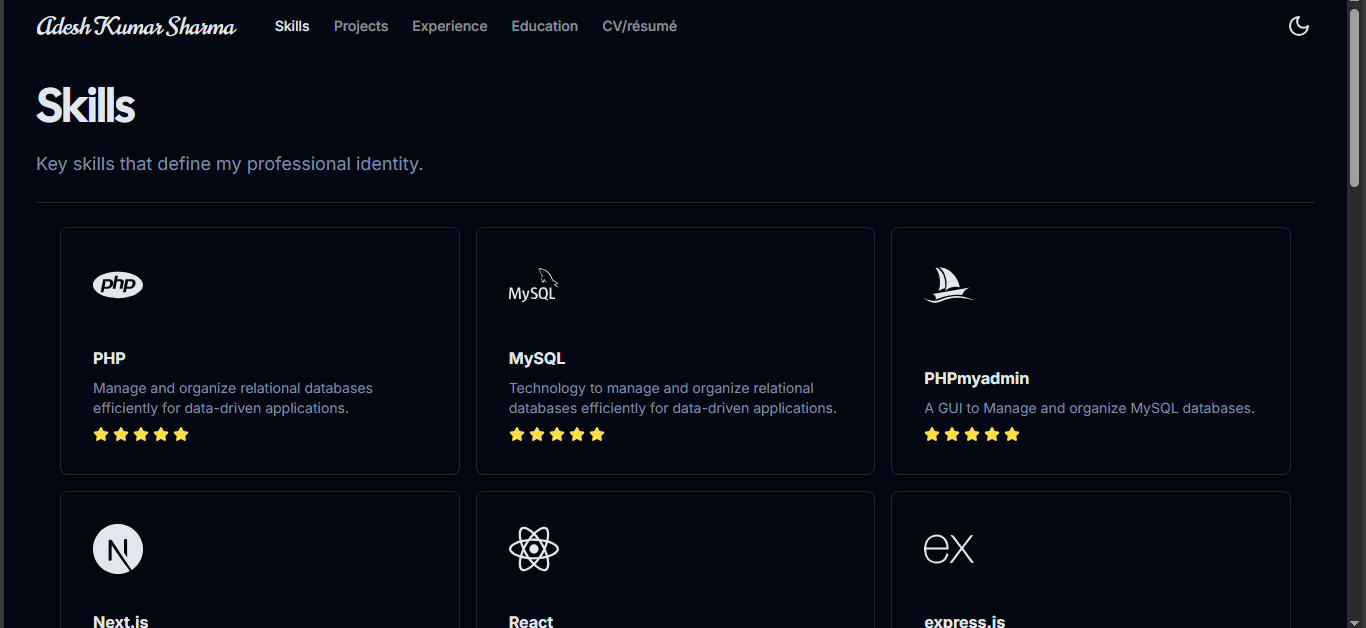 Adesh Kumar Sharma Skills Projects Experience Education CV/résumé
Skills
Key skills that define my professional identity.
php
PHP
Manage and organize relational databases
efficiently for data-driven applications.
MySQL
MySQL
Technology to manage and organize relational
databases efficiently for data-driven applications.
PHPmyadmin
A GUI to Manage and organize MySQL databases.
N
Next.js
React
ex
express.js